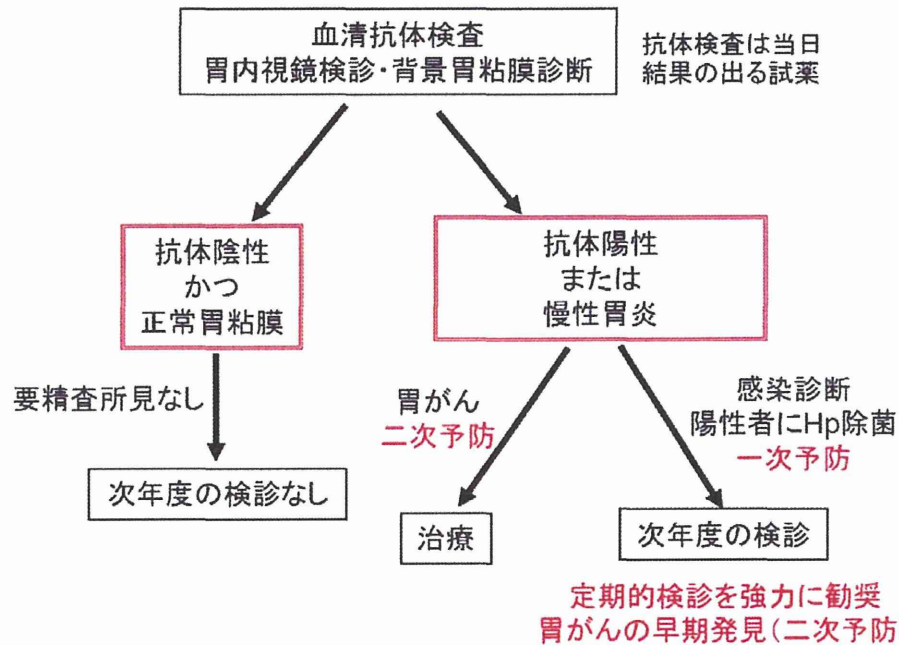 血清抗体検査
胃内視鏡検診・背景胃粘膜診断
抗体検査は当日
結果の出る試薬
抗体陰性
かつ
正常胃粘膜
抗体陽性
または
慢性胃炎
要精査所見なし
胃がん
二次予防
感染診断
陽性者にHp除菌
一次予防
次年度の検診なし
治療
次年度の検診
定期的検診を強力に勧奨
胃がんの早期発見(二次予防